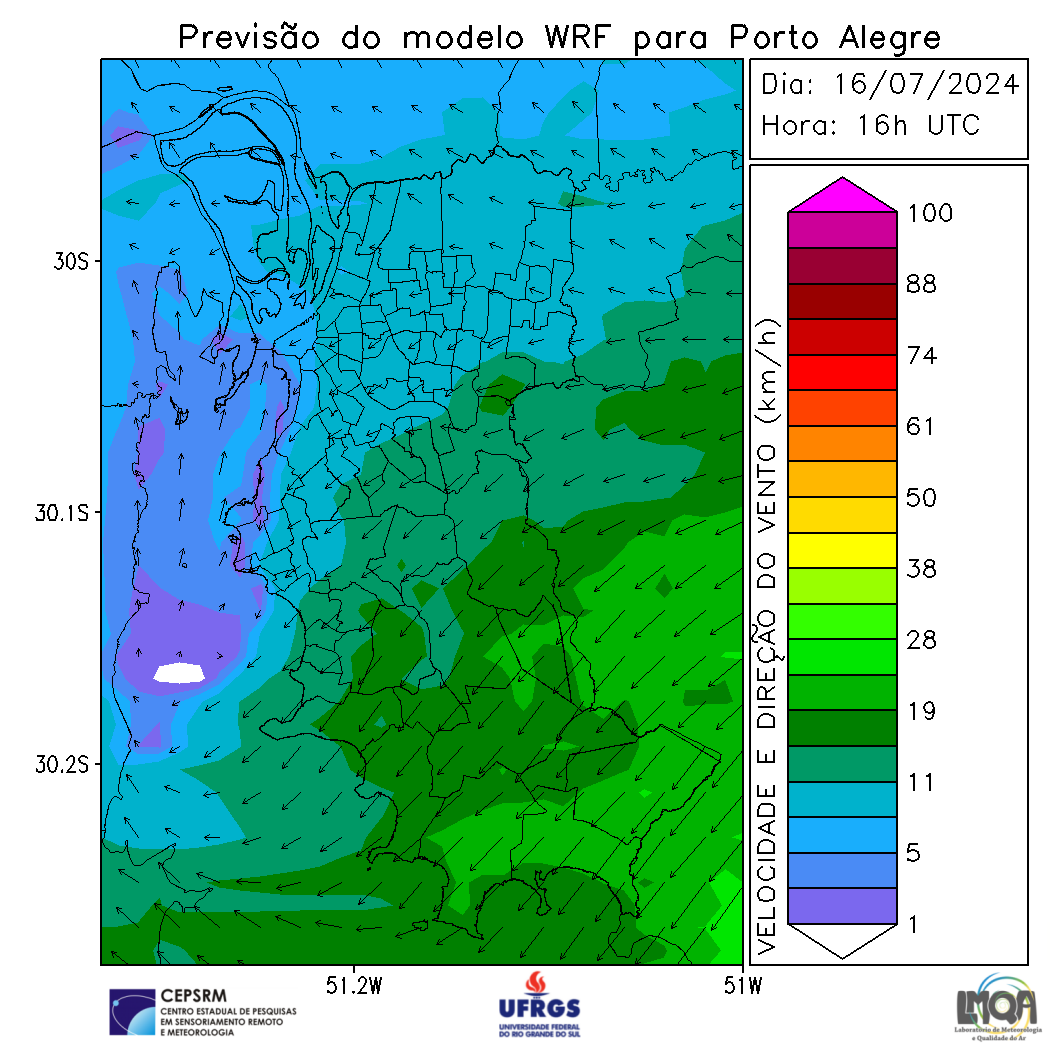 Previsão do modelo WRF para Porto Alegre
Dia: 16/07/2024
Hora: 16h UTC
30S
30.1S
30.2S
51.2W
51W
VELOCIDADE E DIREÇÃO DO VENTO (km/h)
100
88
74
61
50
38
28
19
11
5
1
CEPSRM
CENTRO ESTADUAL DE PESQUISAS
EM SENSORIAMENTO REMOTO
E METEOROLOGIA
UFRGS
UNIVERSIDADE FEDERAL
DO RIO GRANDE DO SUL
LMQA
Laboratório de Meteorologia
e Qualidade do Ar